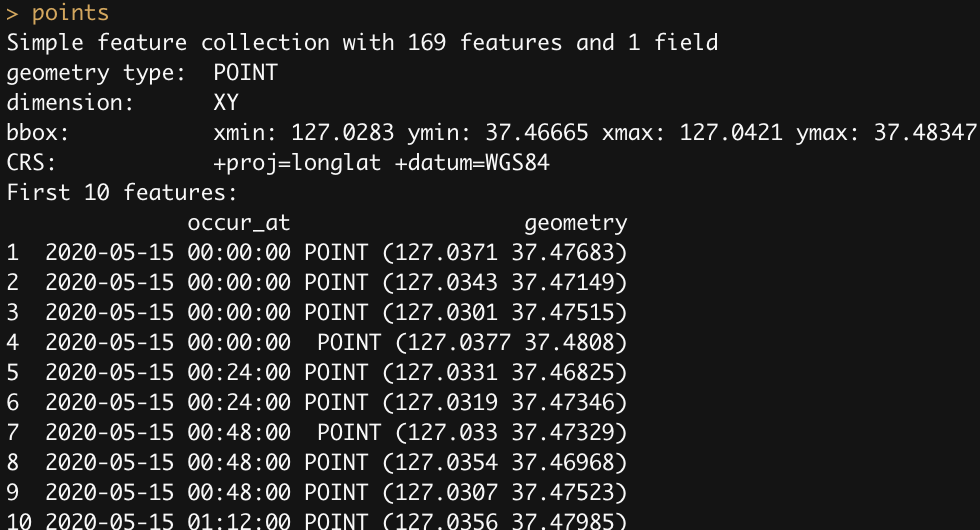 > points
Simple feature collection with 169 features and 1 field
geometry type:  POINT
dimension:      XY
bbox:           xmin: 127.0283 ymin: 37.46665 xmax: 127.0421 ymax: 37.48347
CRS:            +proj=longlat +datum=WGS84
First 10 features:
              occur_at                  geometry
1  2020-05-15 00:00:00 POINT (127.0371 37.47683)
2  2020-05-15 00:00:00 POINT (127.0343 37.47149)
3  2020-05-15 00:00:00 POINT (127.0301 37.47515)
4  2020-05-15 00:00:00  POINT (127.0377 37.4808)
5  2020-05-15 00:24:00 POINT (127.0331 37.46825)
6  2020-05-15 00:24:00 POINT (127.0319 37.47346)
7  2020-05-15 00:48:00  POINT (127.033 37.47329)
8  2020-05-15 00:48:00 POINT (127.0354 37.46968)
9  2020-05-15 00:48:00 POINT (127.0307 37.47523)
10 2020-05-15 01:12:00 POINT (127.0356 37.47985)